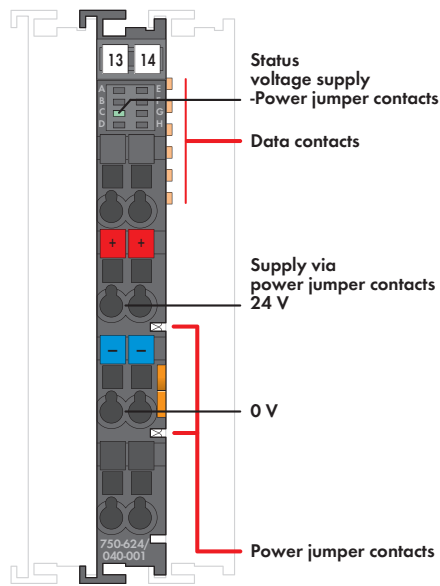 13 14
Status
voltage supply
-Power jumper contacts
A E
B F
C G
D H
Data contacts
+ +
Supply via
power jumper contacts
24 V
− −
0 V
750-624/
040-001
Power jumper contacts